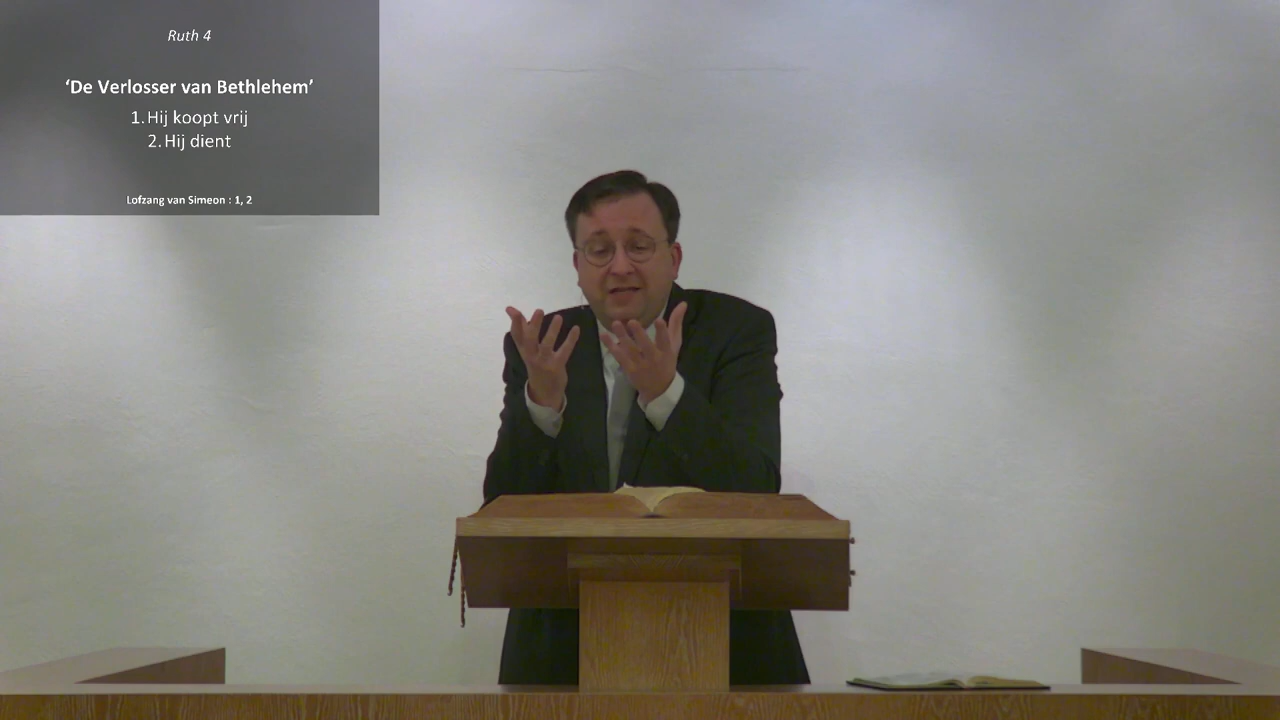 Ruth 4
‘De Verlosser van Bethlehem’
1. Hij koopt vrij
2. Hij dient
Lofzang van Simeon : 1, 2